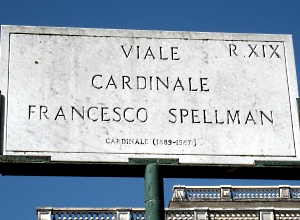 VIALE R. XIX
CARDINALE
FRANCESCO SPELLMAN
CARDINALE (1889-1967)